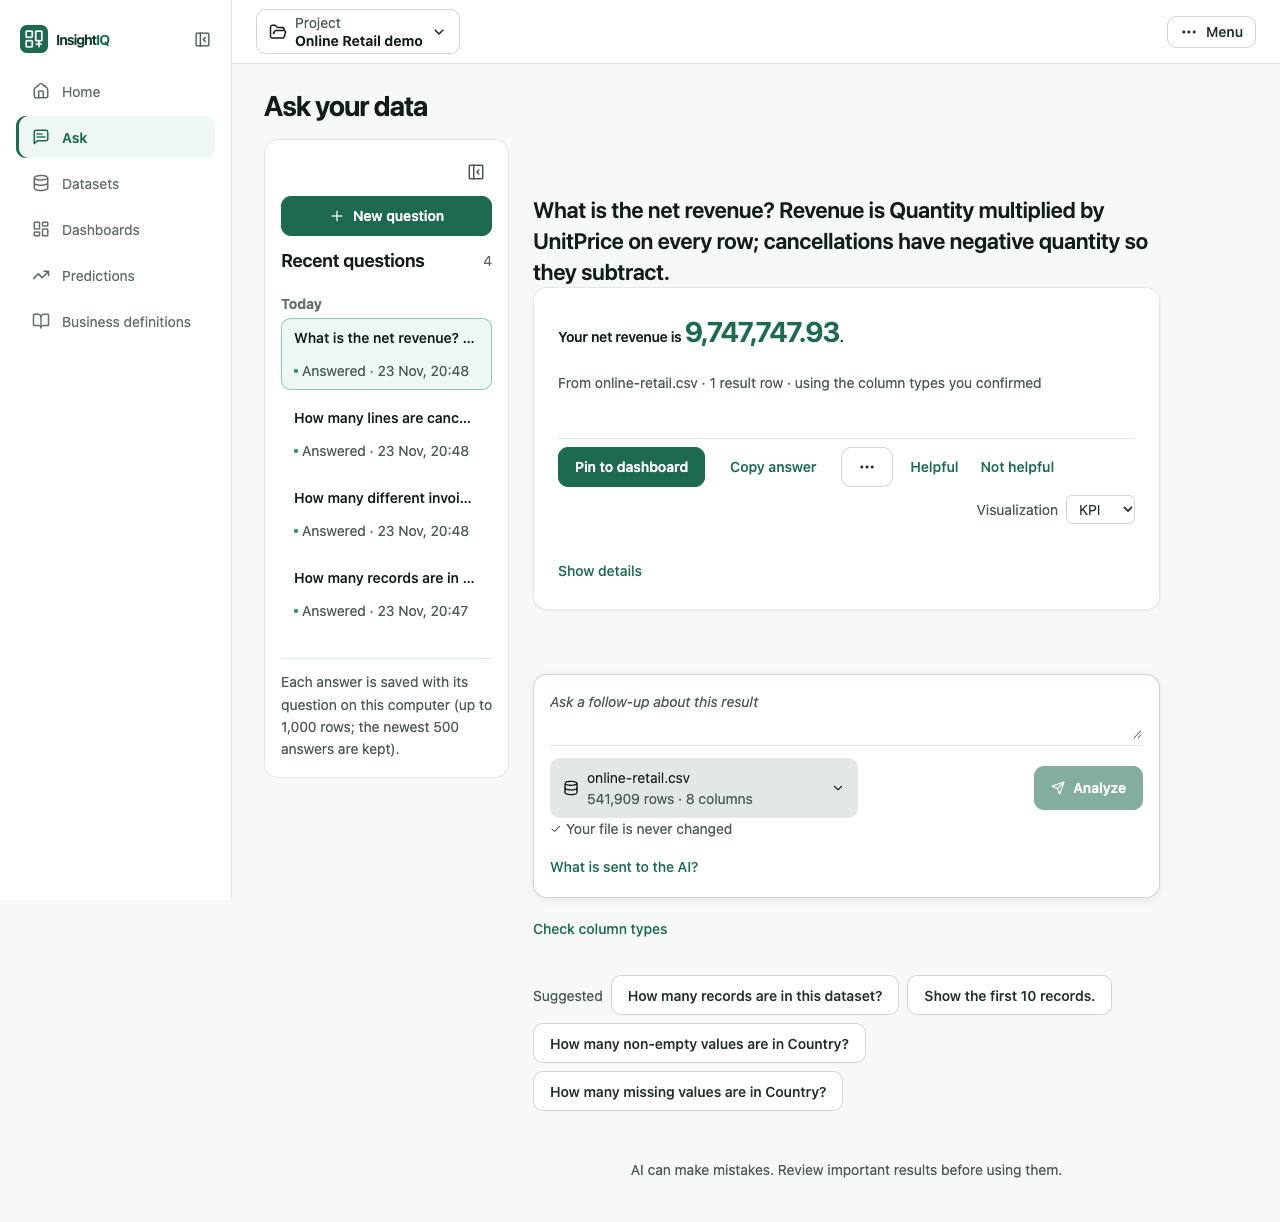 InsightIQ
Home
Ask
Datasets
Dashboards
Predictions
Business definitions
Project
Online Retail demo
Menu
Ask your data
New question
Recent questions 4
Today
What is the net revenue? ...
Answered · 23 Nov, 20:48
How many lines are canc...
Answered · 23 Nov, 20:48
How many different invoi...
Answered · 23 Nov, 20:48
How many records are in ...
Answered · 23 Nov, 20:47
Each answer is saved with its
question on this computer (up to
1,000 rows; the newest 500
answers are kept).
What is the net revenue? Revenue is Quantity multiplied by
UnitPrice on every row; cancellations have negative quantity so
they subtract.
Your net revenue is 9,747,747.93.
From online-retail.csv · 1 result row · using the column types you confirmed
Pin to dashboard Copy answer ... Helpful Not helpful
Visualization KPI
Show details
Ask a follow-up about this result
online-retail.csv
541,909 rows · 8 columns
Analyze
Your file is never changed
What is sent to the AI?
Check column types
Suggested How many records are in this dataset? Show the first 10 records.
How many non-empty values are in Country?
How many missing values are in Country?
AI can make mistakes. Review important results before using them.